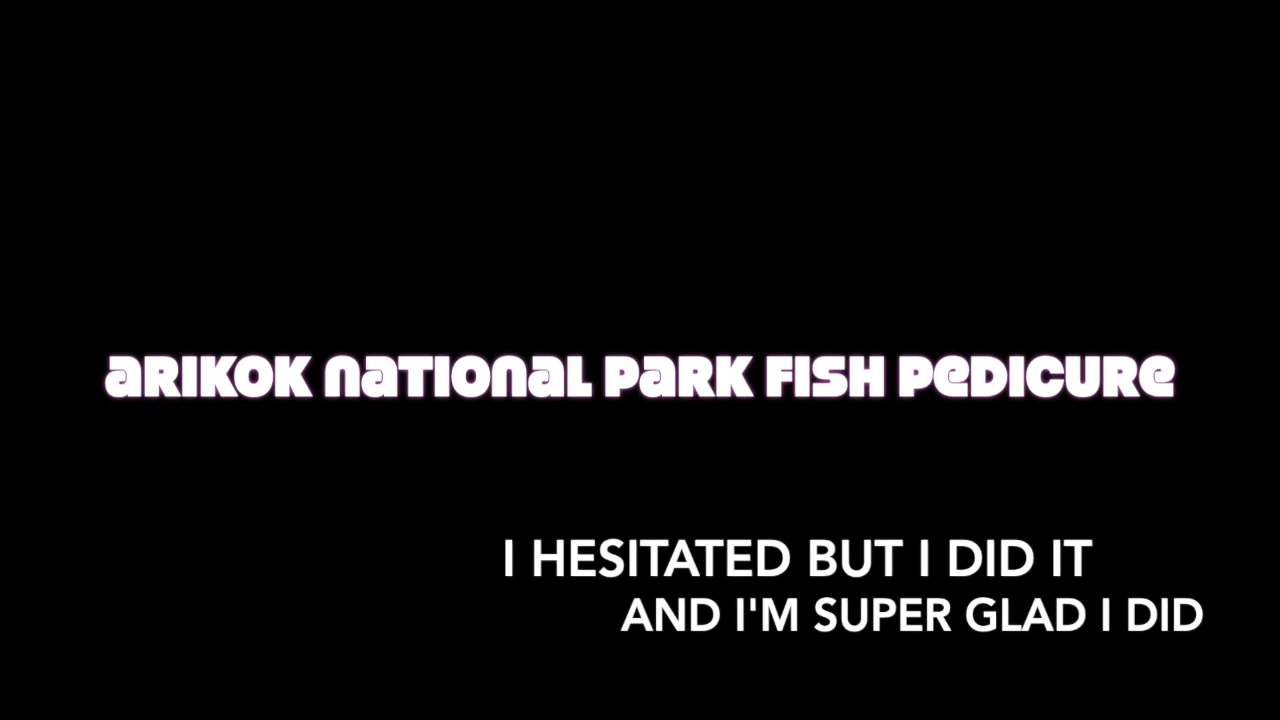 ARIKOK NATIONAL PARK FISH PEDICURE
I HESITATED BUT I DID IT
AND I'M SUPER GLAD I DID